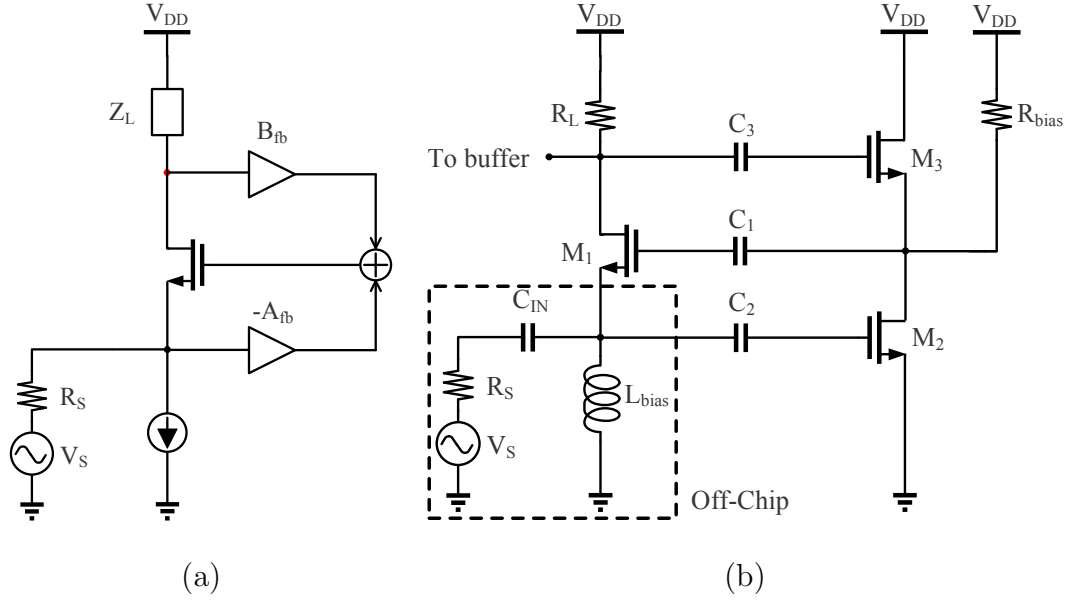 V_DD
Z_L
B_fb
-A_fb
R_S
V_S
(a)
V_DD
V_DD
V_DD
R_L
C_3
R_bias
To buffer
M_3
C_1
M_1
C_IN
C_2
M_2
R_S
L_bias
V_S
Off-Chip
(b)